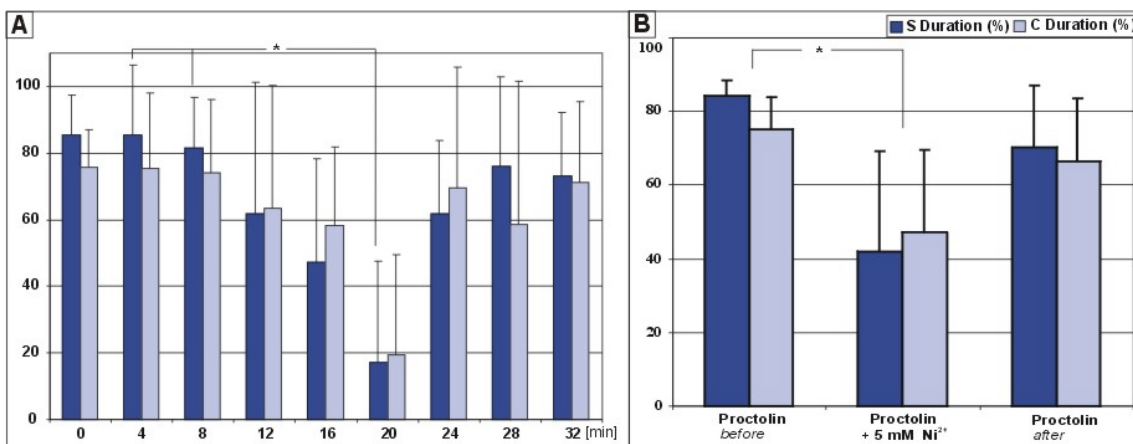 A
*
100
80
60
40
20
0
0 4 8 12 16 20 24 28 32 [min]
B
S Duration (%) C Duration (%)
*
100
80
60
40
20
0
Proctolin
before
Proctolin
+ 5 mM Ni²⁺
Proctolin
after